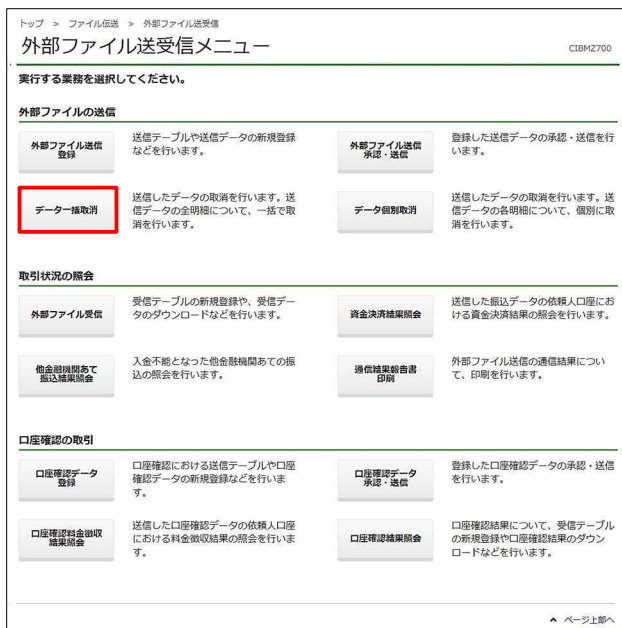 トップ > ファイル伝送 > 外部ファイル送受信
外部ファイル送受信メニュー
CIBMZ700
実行する業務を選択してください。
外部ファイルの送信
外部ファイル送信
登録
送信テーブルや送信データの新規登録
などを行います。
外部ファイル送信
承認・送信
登録した送信データの承認・送信を行
います。
データ一括取消
送信したデータの取消を行います。送
信データの全明細について、一括で取
消を行います。
データ個別取消
送信したデータの取消を行います。送
信データの各明細について、個別に取
消を行います。
取引状況の照会
外部ファイル受信
受信テーブルの新規登録や、受信デー
タのダウンロードなどを行います。
資金決済結果照会
送信した振込データの依頼人口座にお
ける資金決済結果の照会を行います。
他金融機関あて
振込結果照会
入金不能となった他金融機関あての振
込の照会を行います。
通信結果報告書
印刷
外部ファイル送信の通信結果につい
て、印刷を行います。
口座確認の取引
口座確認データ
登録
口座確認における送信テーブルや口座
確認データの新規登録などを行いま
す。
口座確認データ
承認・送信
登録した口座確認データの承認・送信
を行います。
口座確認料金徴収
結果照会
送信した口座確認データの依頼人口座
における料金徴収結果の照会を行いま
す。
口座確認結果照会
口座確認結果について、受信テーブル
の新規登録や口座確認結果のダウン
ロードなどを行います。
ページ上部へ